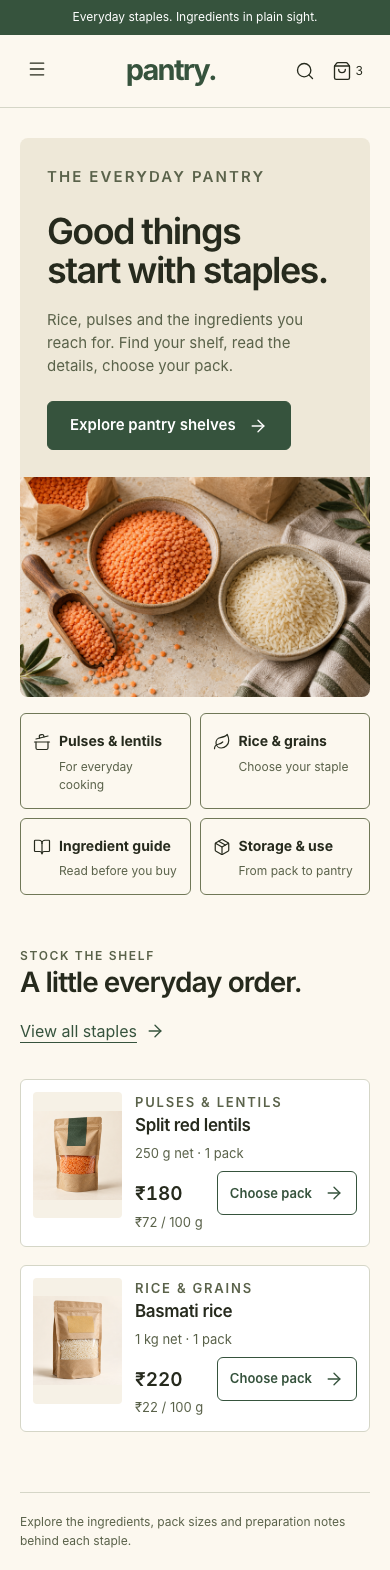 Everyday staples. Ingredients in plain sight.
pantry.
3
THE EVERYDAY PANTRY
Good things
start with staples.
Rice, pulses and the ingredients you
reach for. Find your shelf, read the
details, choose your pack.
Explore pantry shelves
Pulses & lentils
For everyday
cooking
Rice & grains
Choose your staple
Ingredient guide
Read before you buy
Storage & use
From pack to pantry
STOCK THE SHELF
A little everyday order.
View all staples
PULSES & LENTILS
Split red lentils
250 g net · 1 pack
₹180
₹72 / 100 g
Choose pack
RICE & GRAINS
Basmati rice
1 kg net · 1 pack
₹220
₹22 / 100 g
Choose pack
Explore the ingredients, pack sizes and preparation notes
behind each staple.